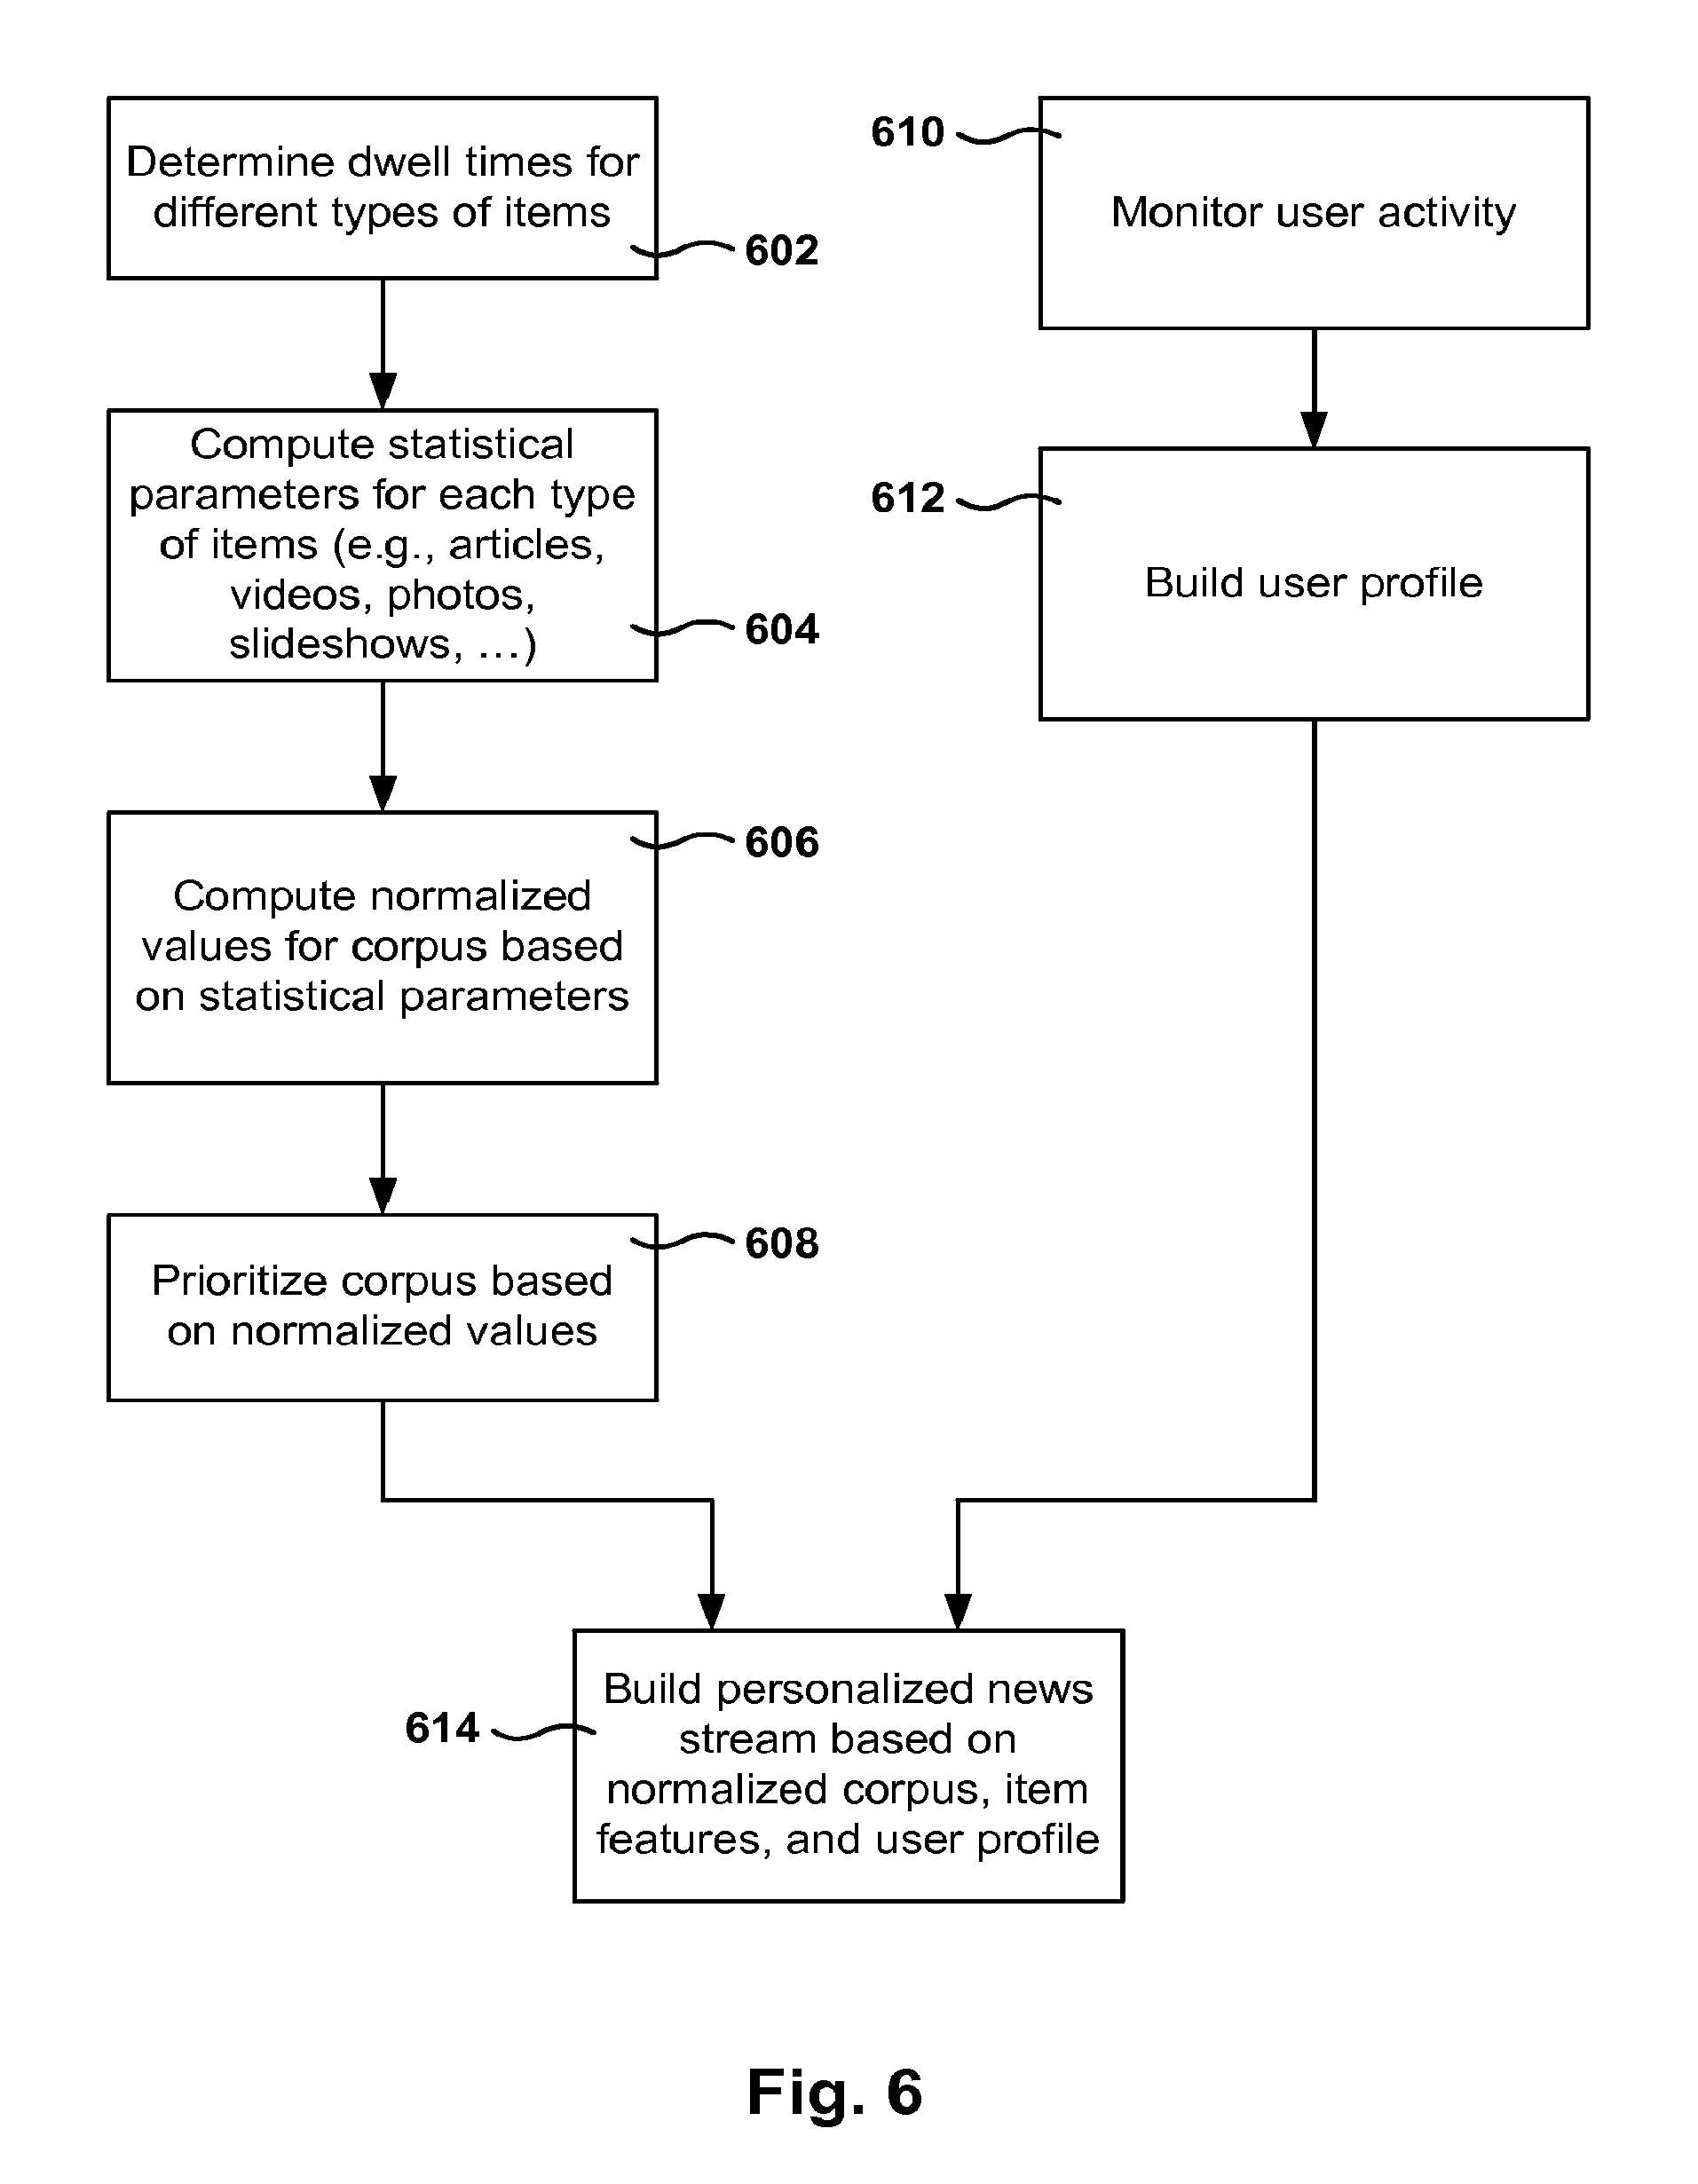 Determine dwell times for
different types of items
602
Compute statistical
parameters for each type
of items (e.g., articles,
videos, photos,
slideshows, …)
604
Compute normalized
values for corpus based
on statistical parameters
606
Prioritize corpus based
on normalized values
608
610
Monitor user activity
612
Build user profile
614
Build personalized news
stream based on
normalized corpus, item
features, and user profile
Fig. 6